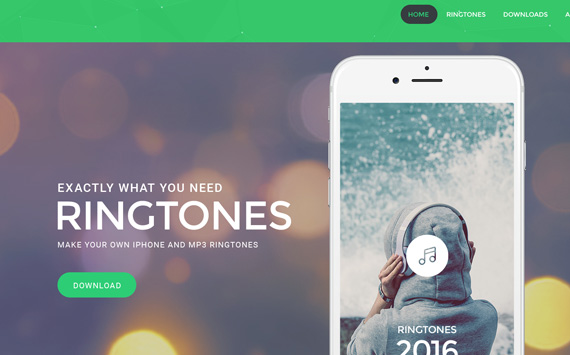 HOME RINGTONES DOWNLOADS A
EXACTLY WHAT YOU NEED
RINGTONES
MAKE YOUR OWN IPHONE AND MP3 RINGTONES
DOWNLOAD
RINGTONES
2016